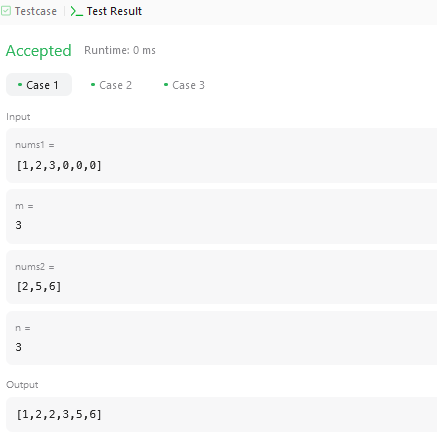 Testcase | Test Result
Accepted Runtime: 0 ms
• Case 1 • Case 2 • Case 3
Input
nums1 =
[1,2,3,0,0,0]
m =
3
nums2 =
[2,5,6]
n =
3
Output
[1,2,2,3,5,6]